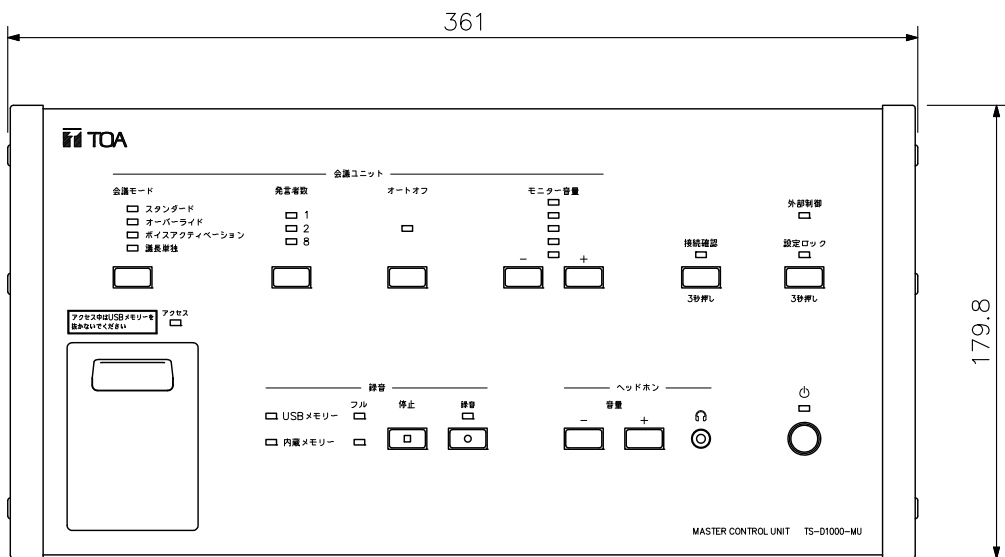 361
TOA
会議ユニット
会議モード
発言者数
オートオフ
モニター音量
スタンダード
オーバーライド
ボイスアクティベーション
議長単独
1
2
8
－ ＋
接続確認
3秒押し
外部制御
設定ロック
3秒押し
179.8
アクセス中はUSBメモリーを
抜かないでください
アクセス
録音
USBメモリー
内蔵メモリー
フル
停止
録音
ヘッドホン
音量
－ ＋
MASTER CONTROL UNIT TS-D1000-MU